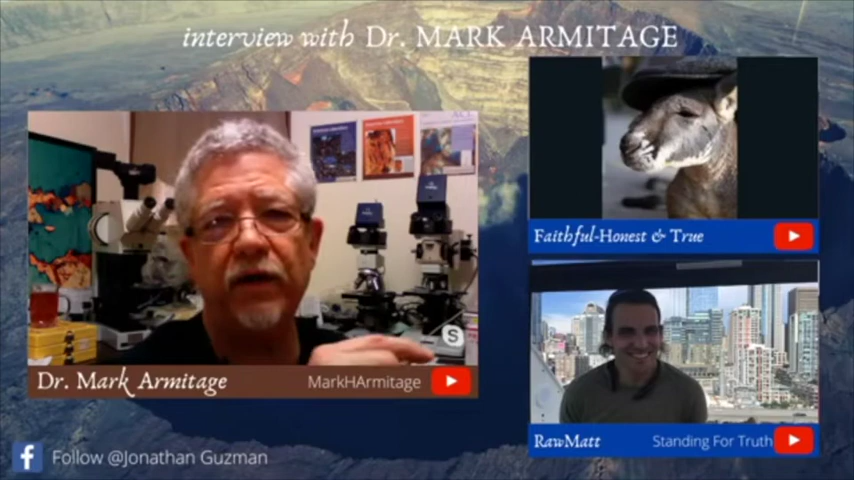 interview with Dr. MARK ARMITAGE
Dr. Mark Armitage
MarkHArmitage
Faithful-Honest & True
RawMatt
Standing For Truth
Follow @Jonathan Guzman